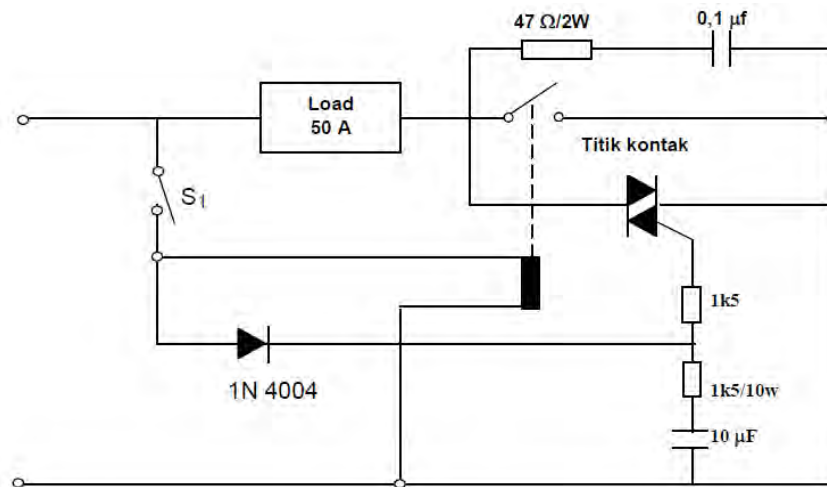 47 Ω/2W
0,1 μf
Load
50 A
Titik kontak
S1
1k5
1N 4004
1k5/10w
10 μF